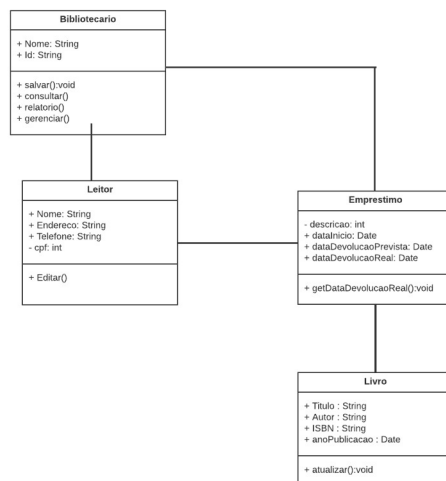 Bibliotecario
+ Nome: String
+ Id: String
+ salvar():void
+ consultar()
+ relatorio()
+ gerenciar()
Leitor
+ Nome: String
+ Endereco: String
+ Telefone: String
- cpf: int
+ Editar()
Emprestimo
- descricao: int
+ dataInicio: Date
+ dataDevolucaoPrevista: Date
+ dataDevolucaoReal: Date
+ getDataDevolucaoReal():void
Livro
+ Titulo : String
+ Autor : String
+ ISBN : String
+ anoPublicacao : Date
+ atualizar():void